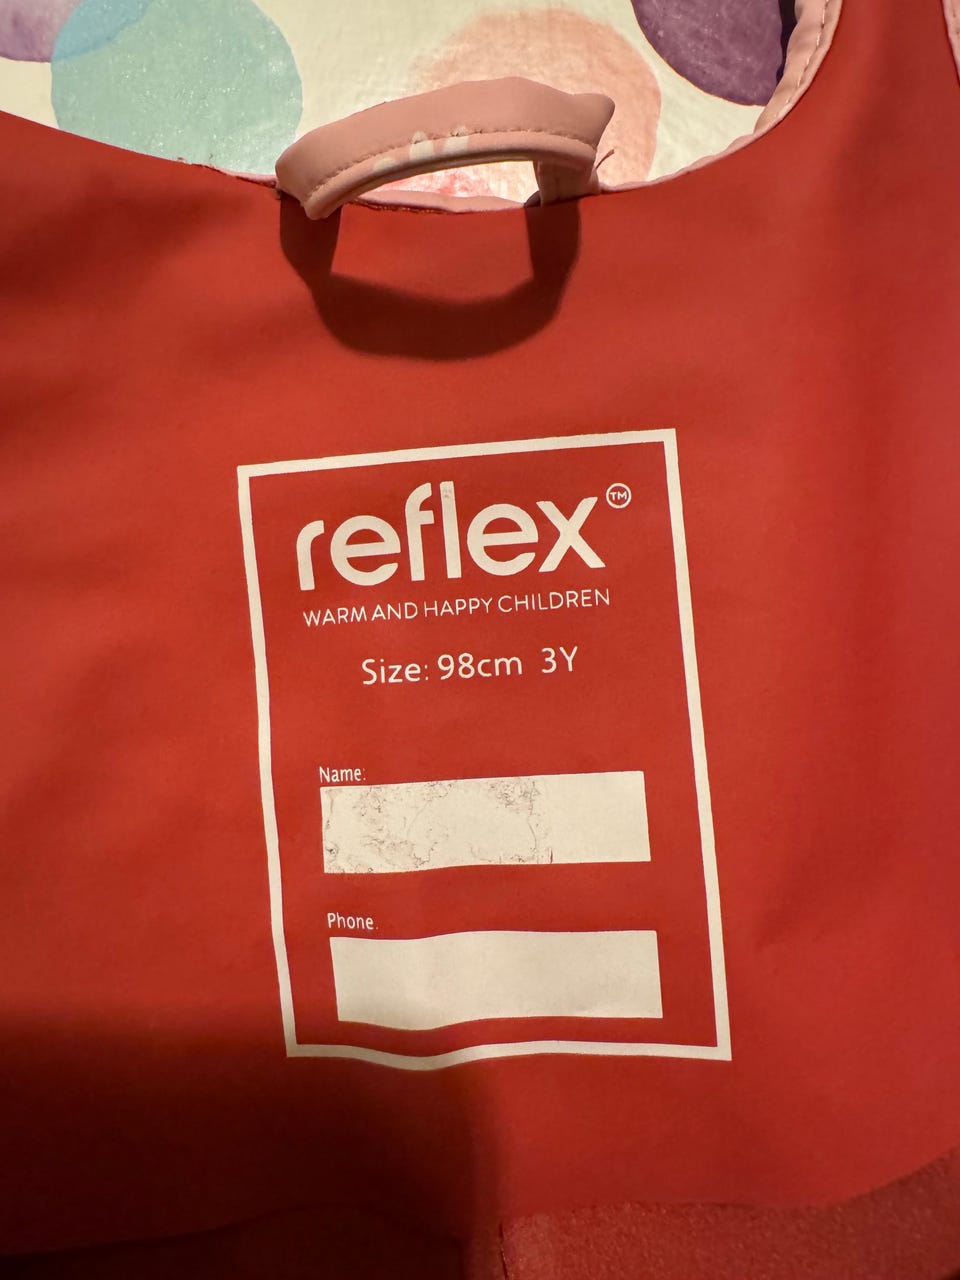 reflex™
WARM AND HAPPY CHILDREN
Size: 98cm 3Y
Name:
Phone: